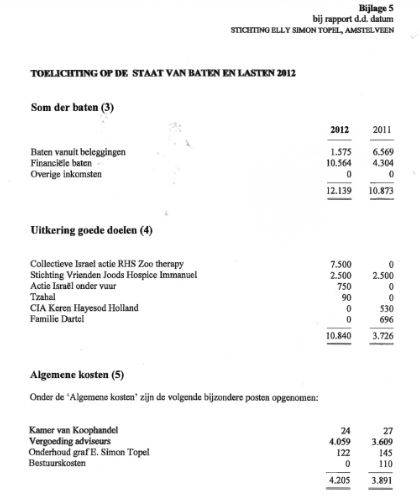 Bijlage 5
bij rapport d.d. datum
STICHTING ELLY SIMON TOPEL, AMSTELVEEN
TOELICHTING OP DE STAAT VAN BATEN EN LASTEN 2012
Som der baten (3)
2012 2011
Baten vanuit beleggingen 1.575 6.569
Financiële baten 10.564 4.304
Overige inkomsten 0 0
12.139 10.873
Uitkering goede doelen (4)
Collectieve Israel actie RHS Zoo therapy 7.500 0
Stichting Vrienden Joods Hospice Immanuel 2.500 2.500
Actie Israël onder vuur 750 0
Tzahal 90 0
CIA Keren Hayesod Holland 0 530
Familie Dartel 0 696
10.840 3.726
Algemene kosten (5)
Onder de 'Algemene kosten' zijn de volgende bijzondere posten opgenomen:
Kamer van Koophandel 24 27
Vergoeding adviseurs 4.059 3.609
Onderhoud graf E. Simon Topel 122 145
Bestuurskosten 0 110
4.205 3.891